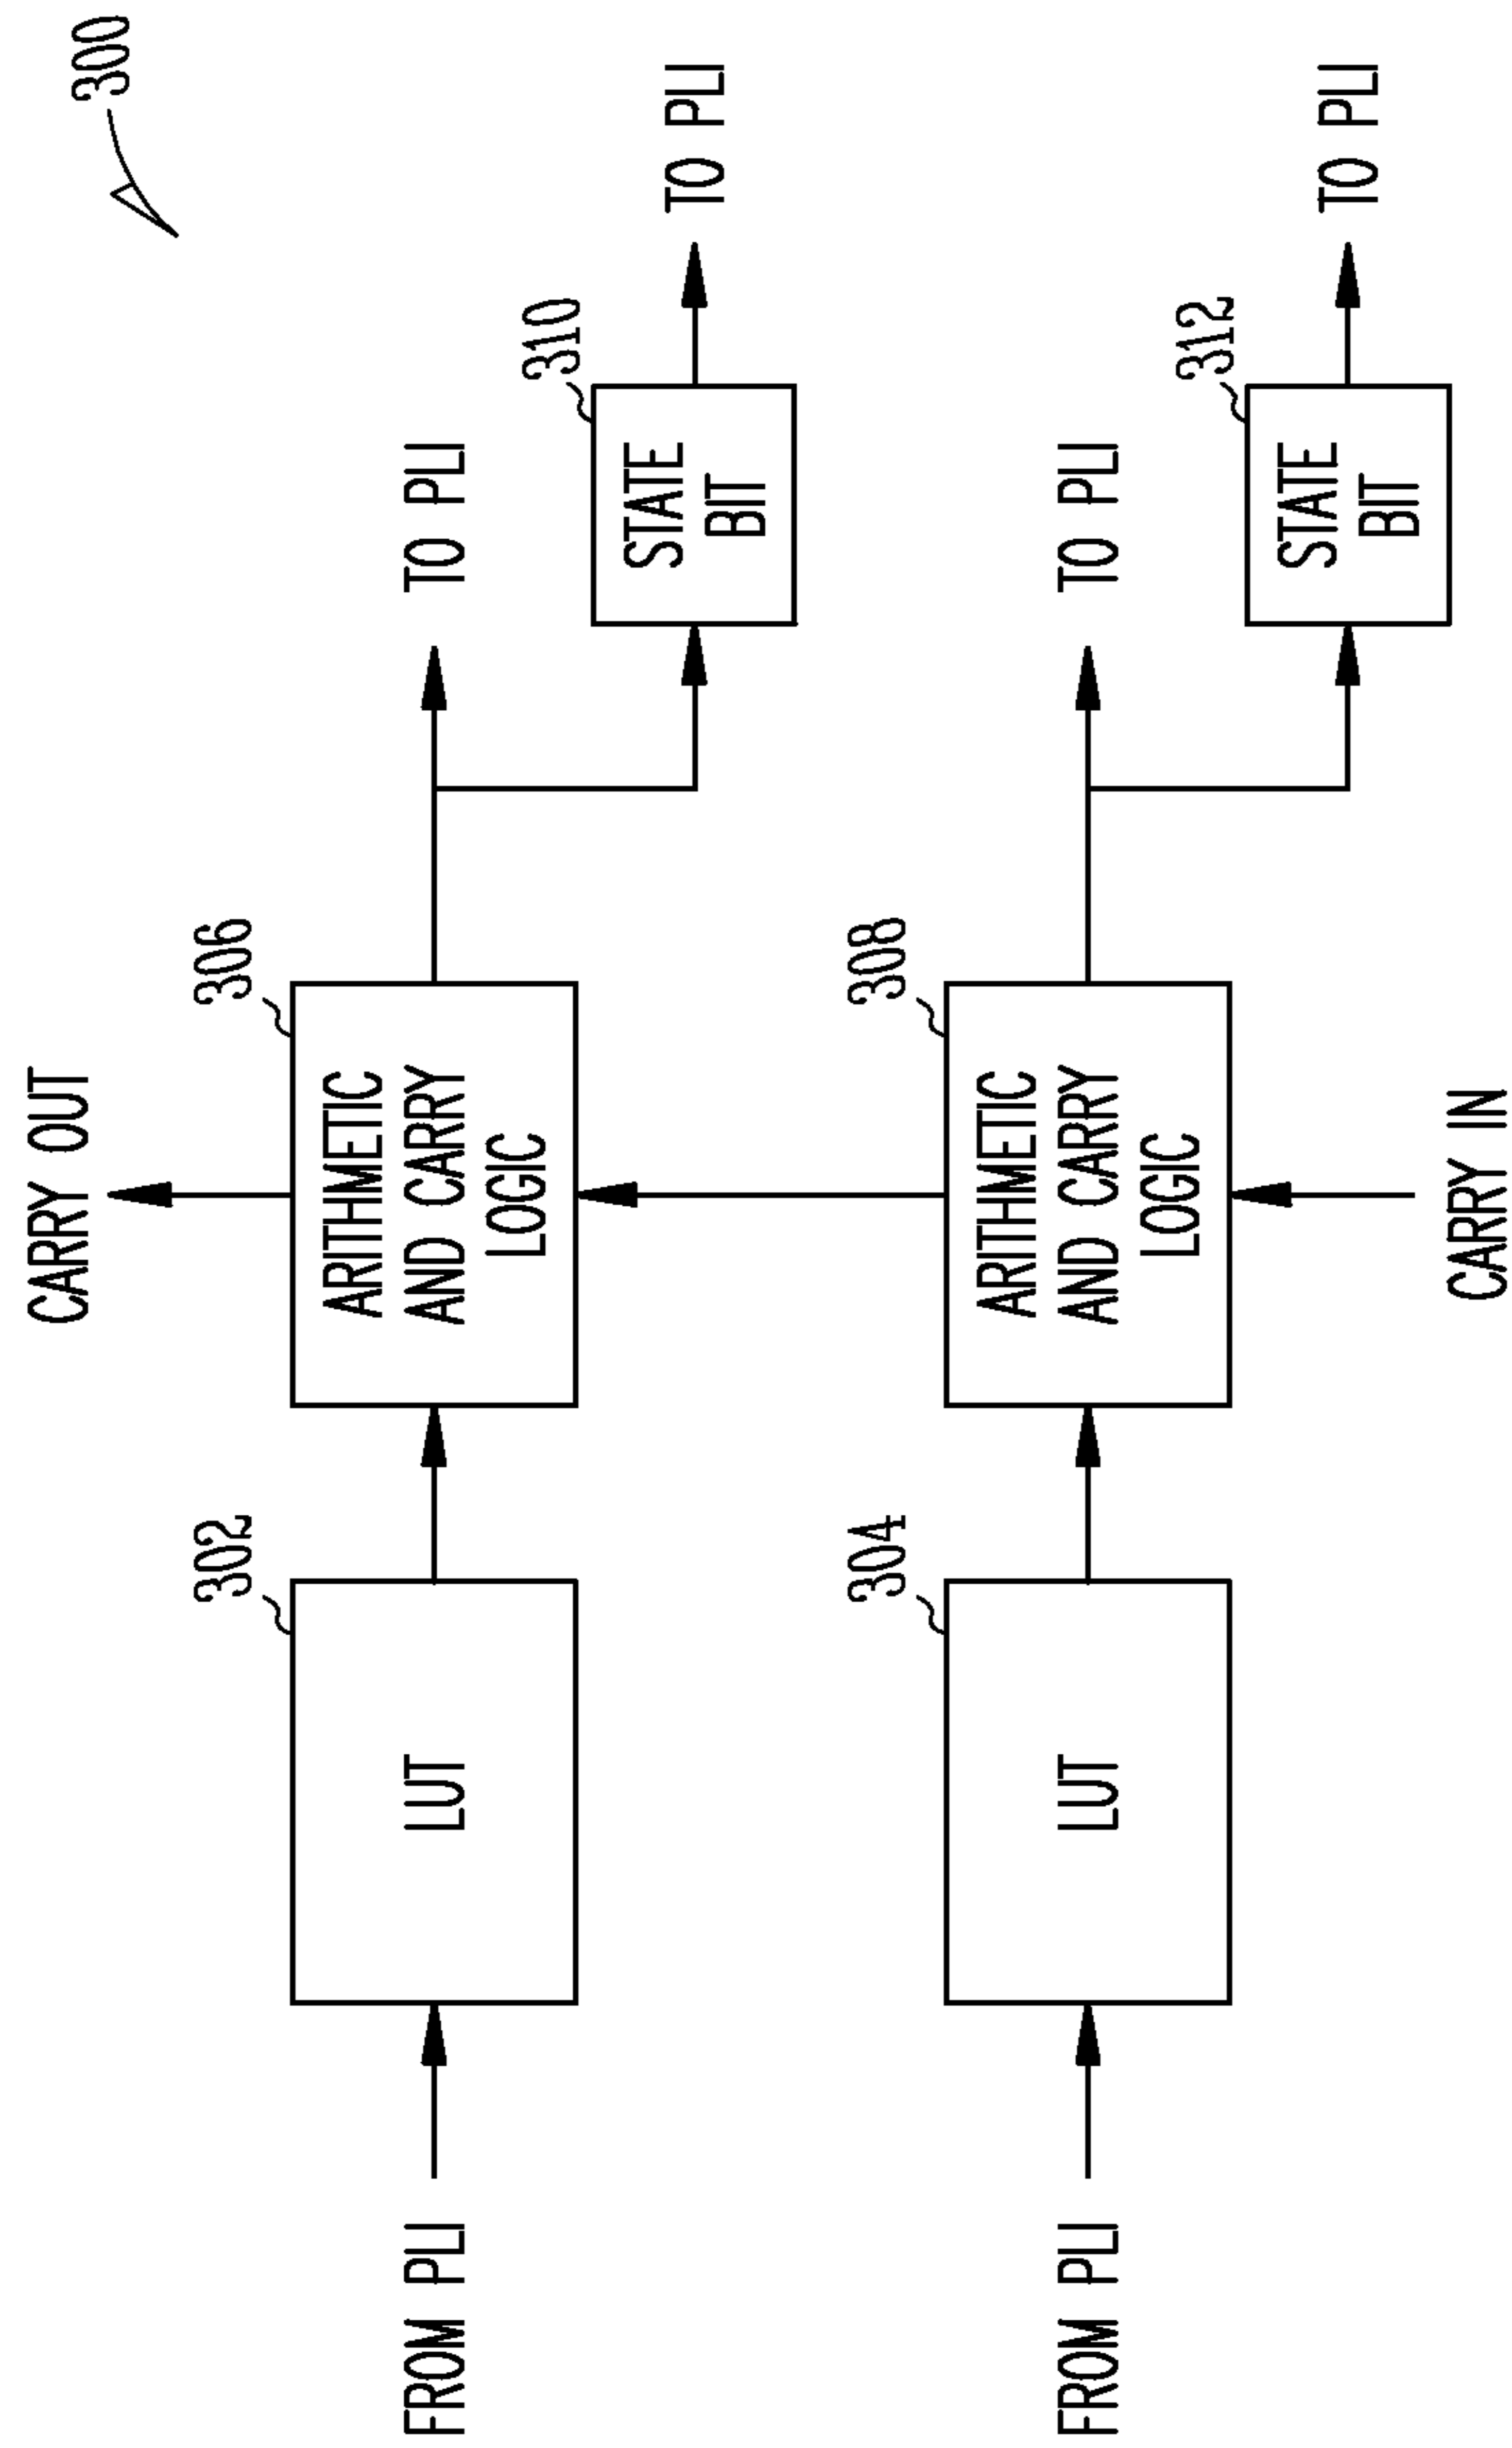 300
CARRY OUT
302
306
FROM PLI
LUT
ARITHMETIC
AND CARRY
LOGIC
TO PLI
310
STATE
BIT
TO PLI
304
308
FROM PLI
LUT
ARITHMETIC
AND CARRY
LOGIC
TO PLI
312
STATE
BIT
TO PLI
CARRY IN